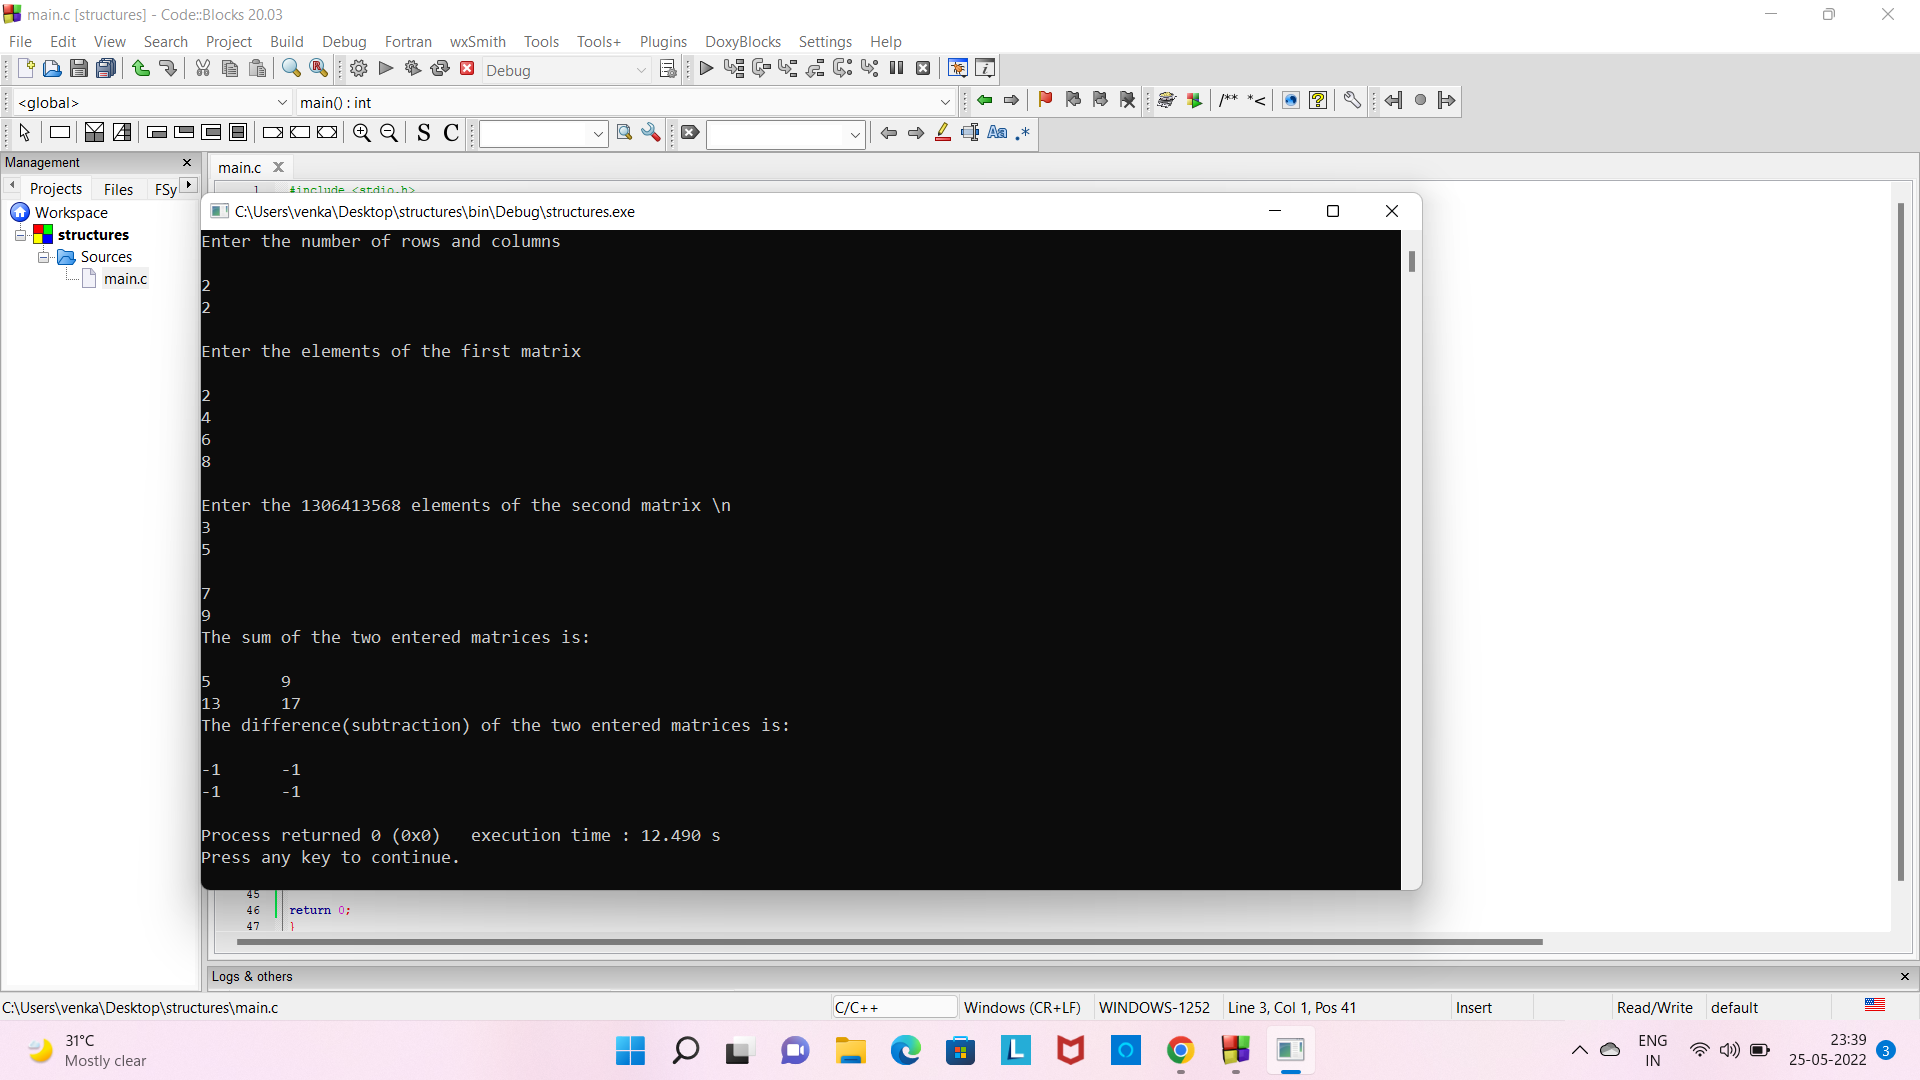 main.c [structures] - Code::Blocks 20.03
File Edit View Search Project Build Debug Fortran wxSmith Tools Tools+ Plugins DoxyBlocks Settings Help
Debug
<global> main() : int
/** *<
S C Aa .*
Management
main.c
Projects Files FSy
1 #include <stdio.h>
Workspace
structures
Sources
main.c
C:\Users\venka\Desktop\structures\bin\Debug\structures.exe
Enter the number of rows and columns
2
2
Enter the elements of the first matrix
2
4
6
8
Enter the 1306413568 elements of the second matrix \n
3
5
7
9
The sum of the two entered matrices is:
5 9
13 17
The difference(subtraction) of the two entered matrices is:
-1 -1
-1 -1
Process returned 0 (0x0) execution time : 12.490 s
Press any key to continue.
45
46 return 0;
47 }
Logs & others
C:\Users\venka\Desktop\structures\main.c C/C++ Windows (CR+LF) WINDOWS-1252 Line 3, Col 1, Pos 41 Insert Read/Write default
31°C
Mostly clear
L
ENG
IN
23:39
25-05-2022
3